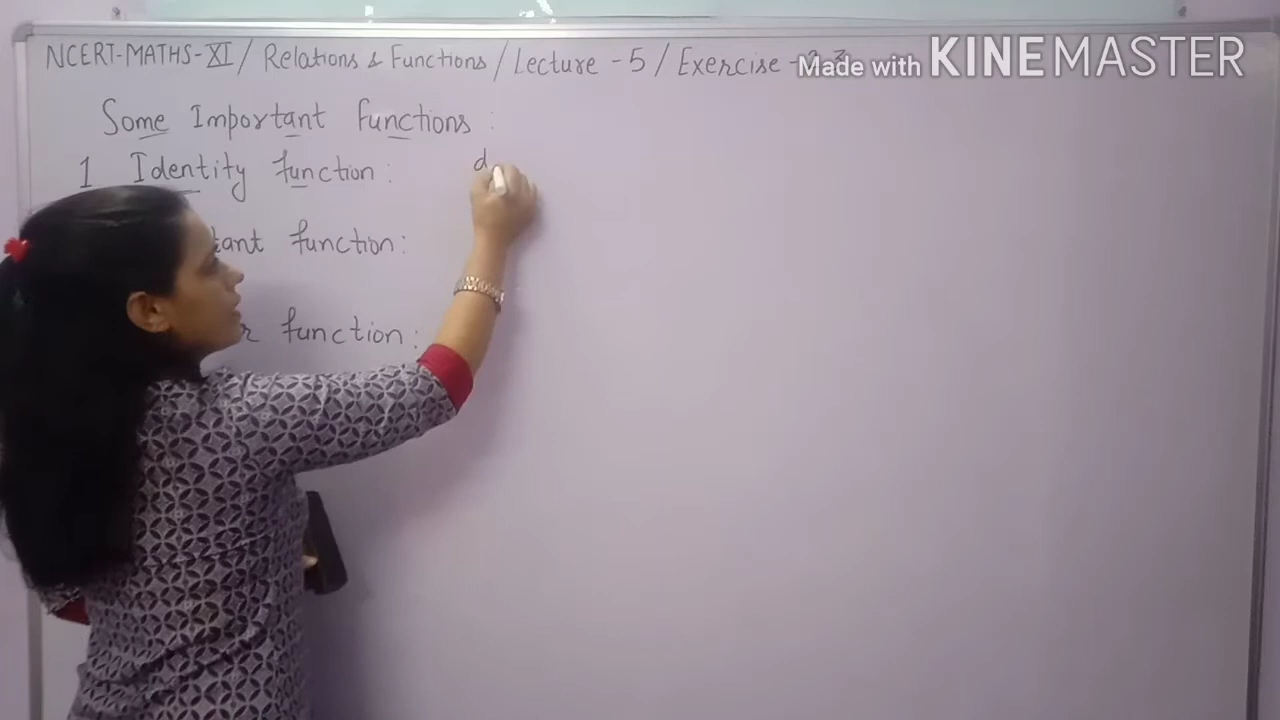 NCERT-MATHS-XI / Relations & Functions / Lecture - 5 / Exercise -
Made with KINEMASTER
Some Important Functions :
1 Identity function : d
function :
function :